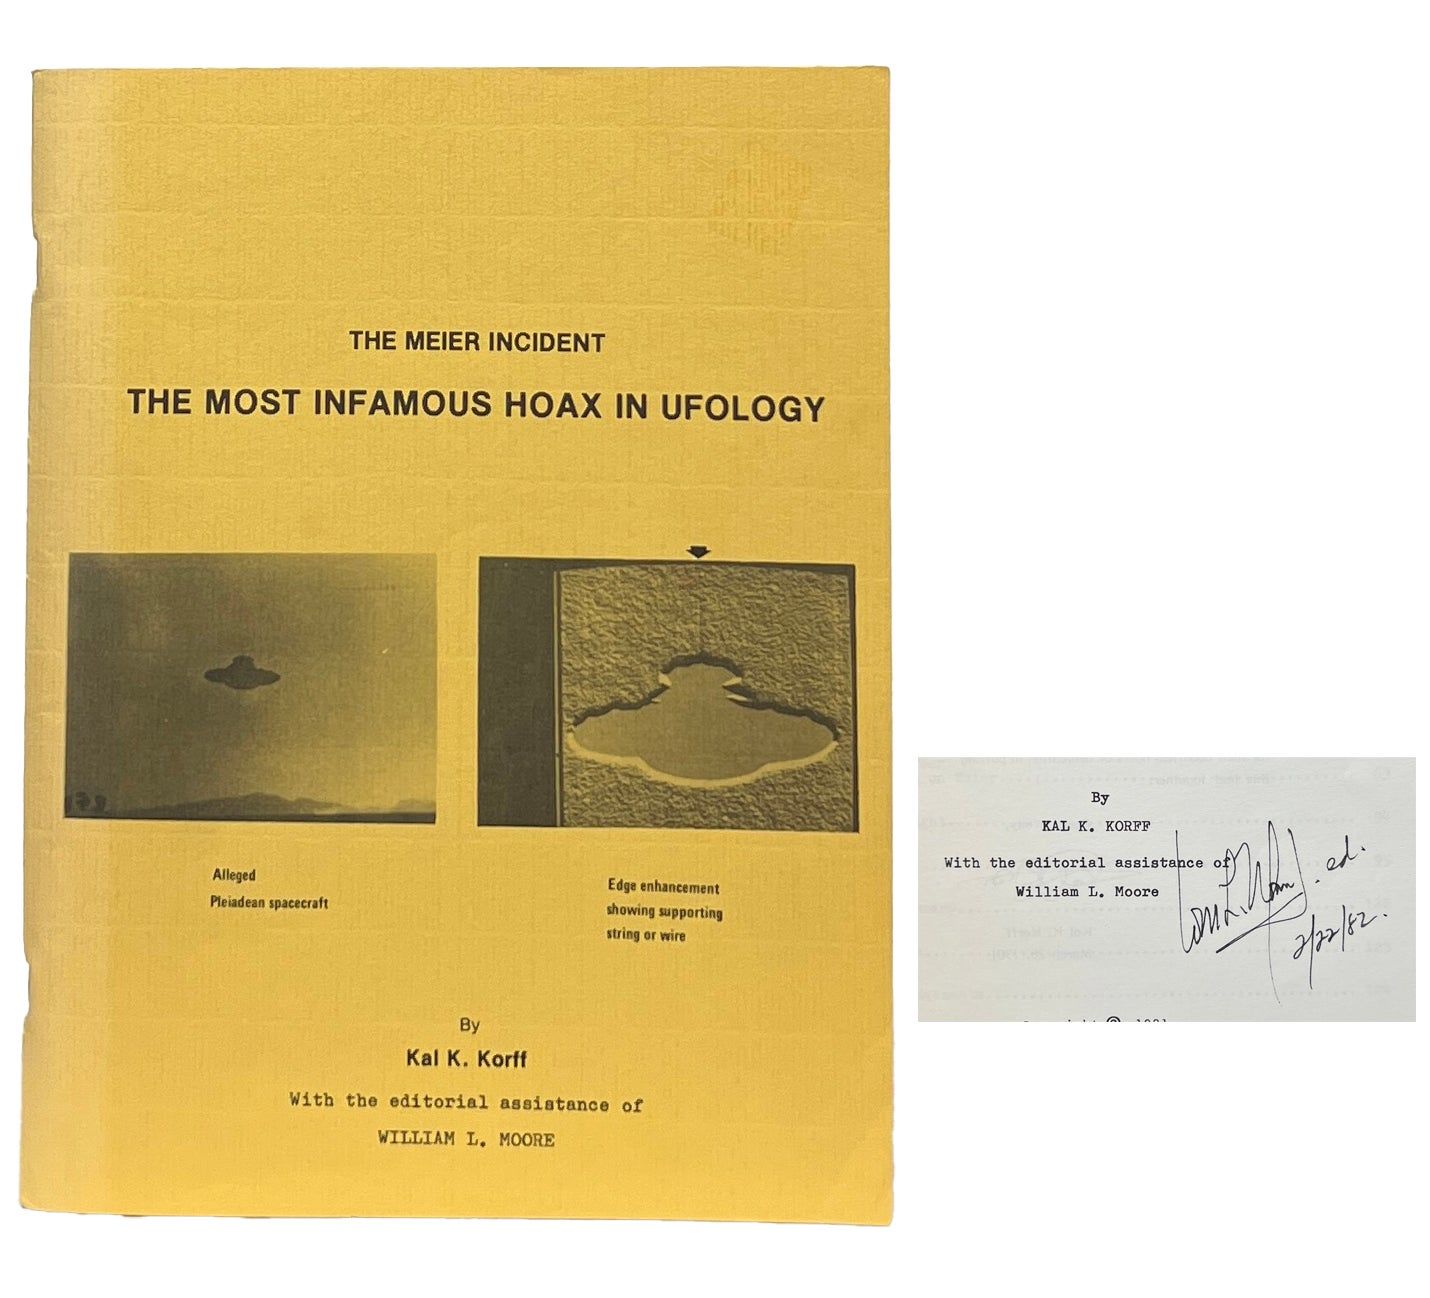 THE MEIER INCIDENT
THE MOST INFAMOUS HOAX IN UFOLOGY
Alleged
Pleiadean spacecraft
Edge enhancement
showing supporting
string or wire
By
Kal K. Korff
With the editorial assistance of
WILLIAM L. MOORE
By
KAL K. KORFF
With the editorial assistance of
William L. Moore
Wm L. Moore, ed.
2/22/82.